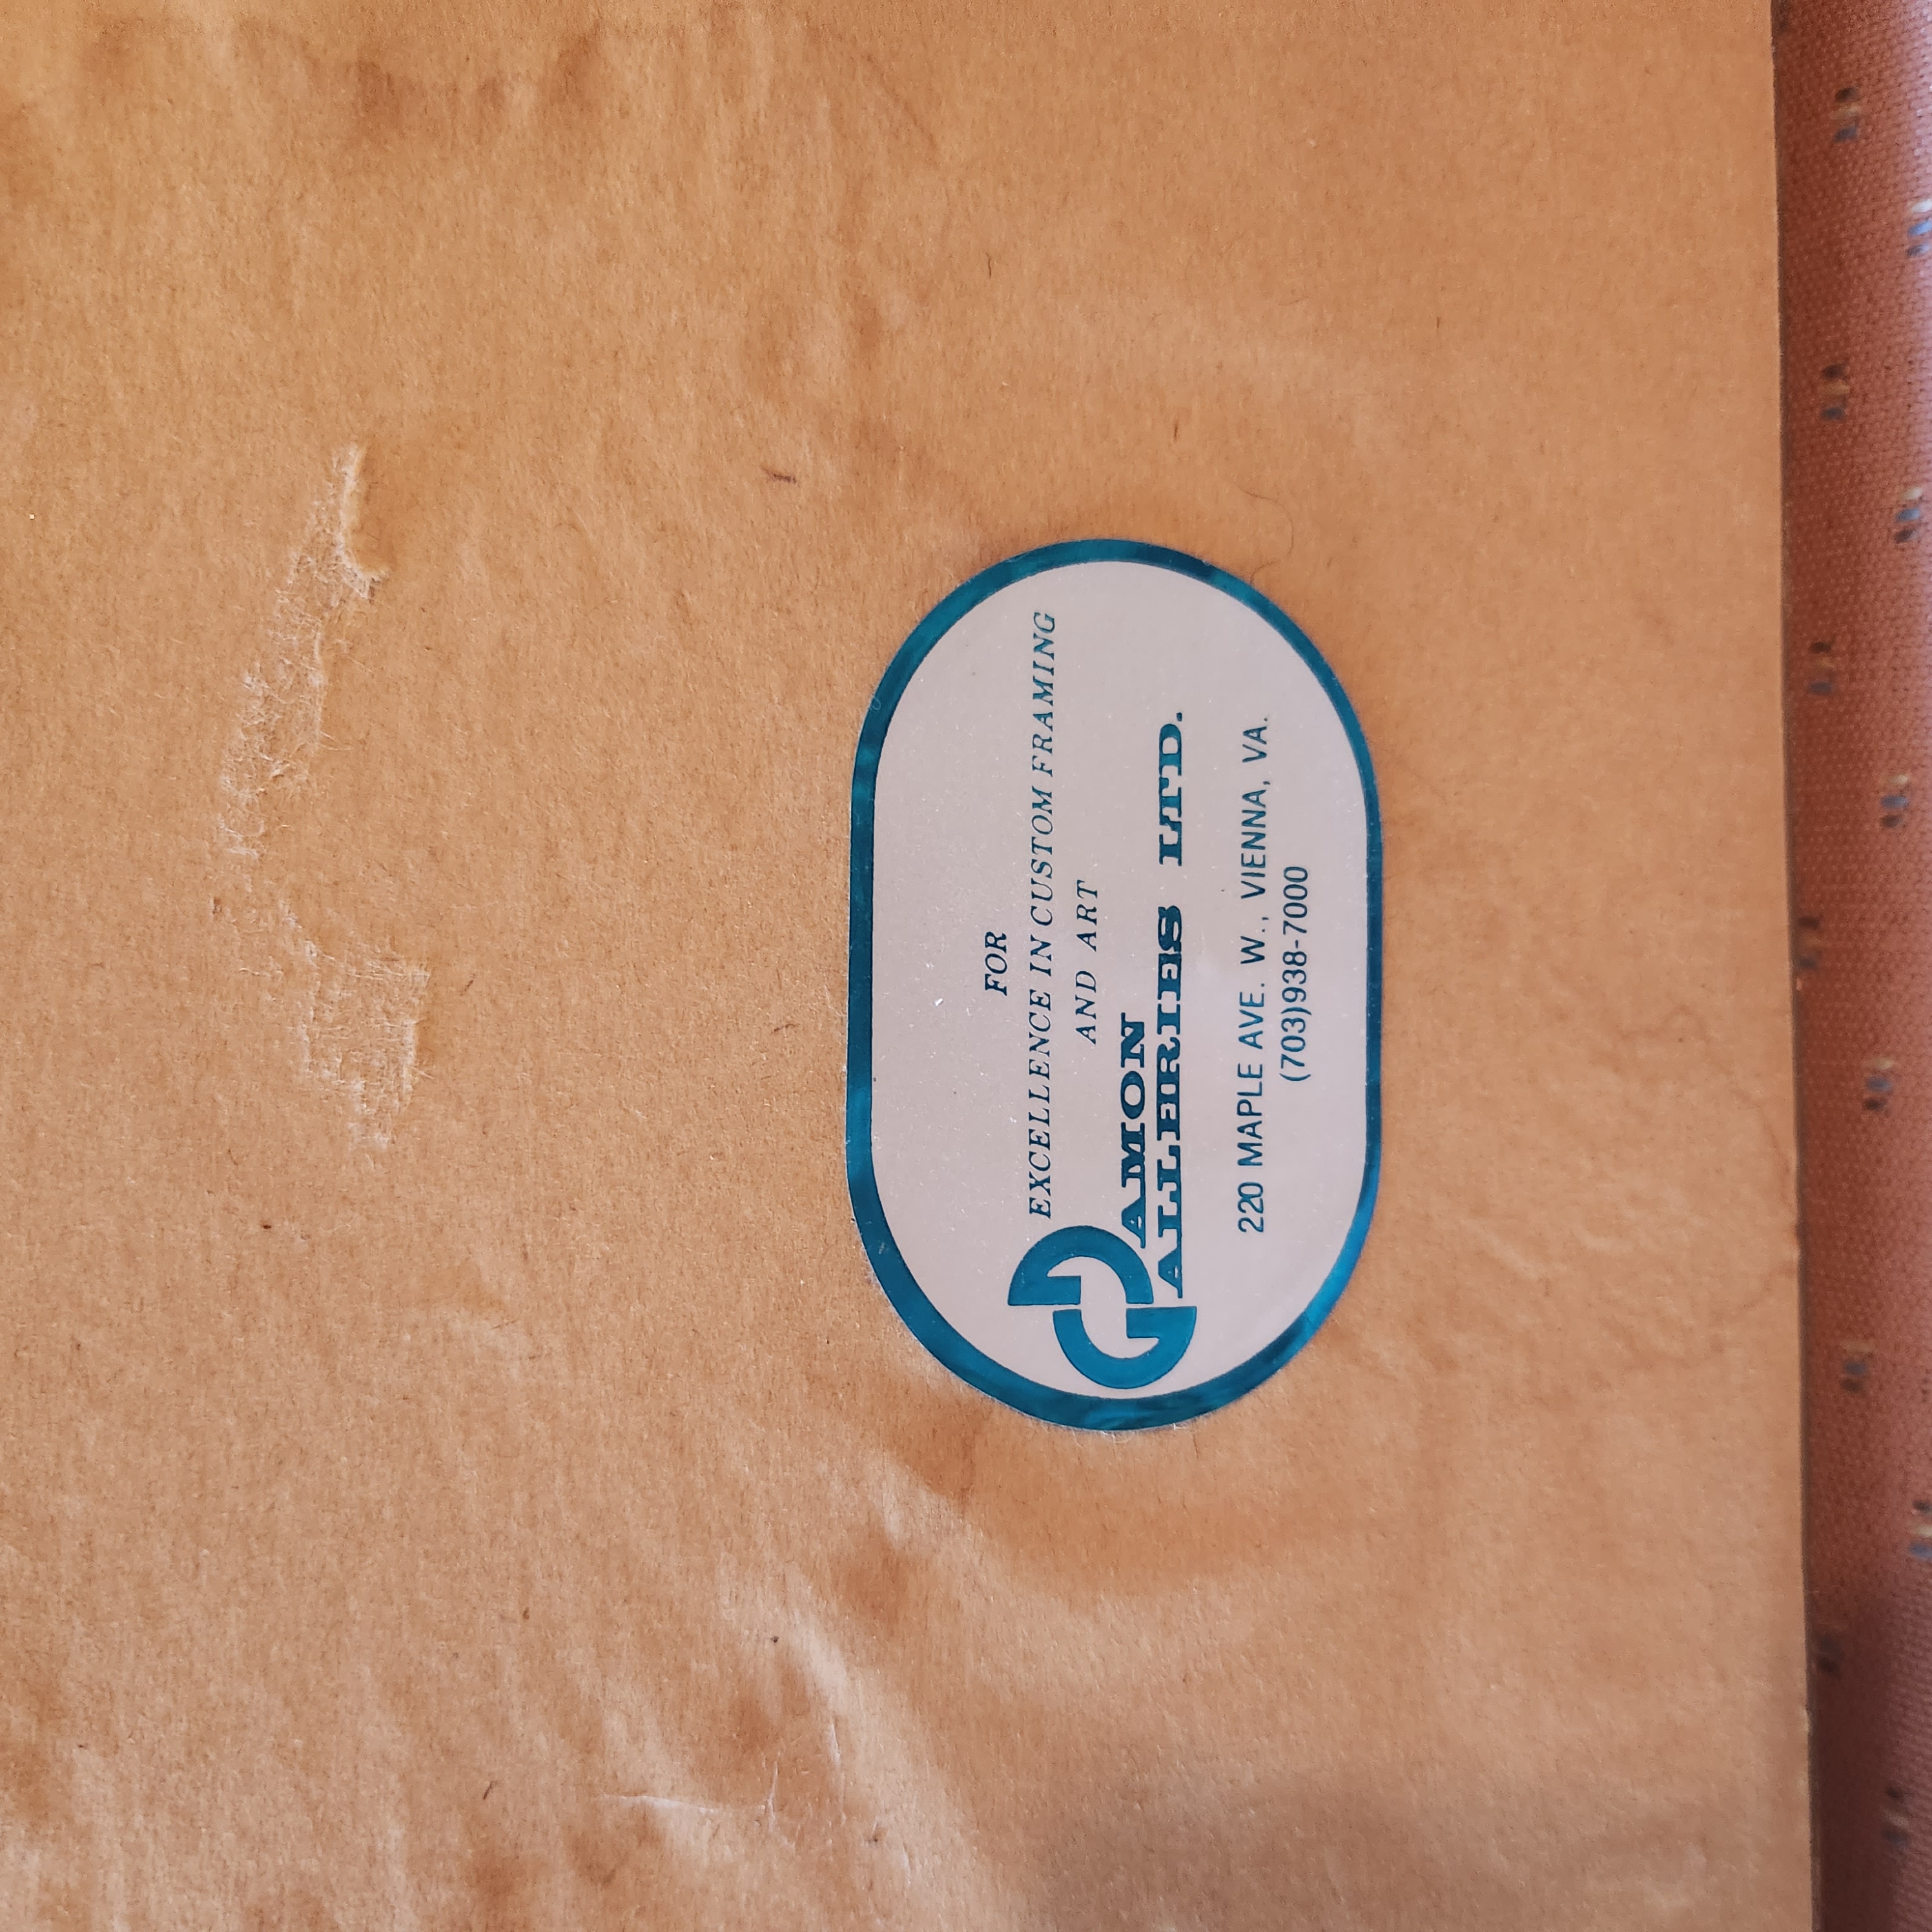 FOR
EXCELLENCE IN CUSTOM FRAMING
AND ART
DAMON
GALLERIES LTD.
220 MAPLE AVE. W., VIENNA, VA.
(703)938-7000